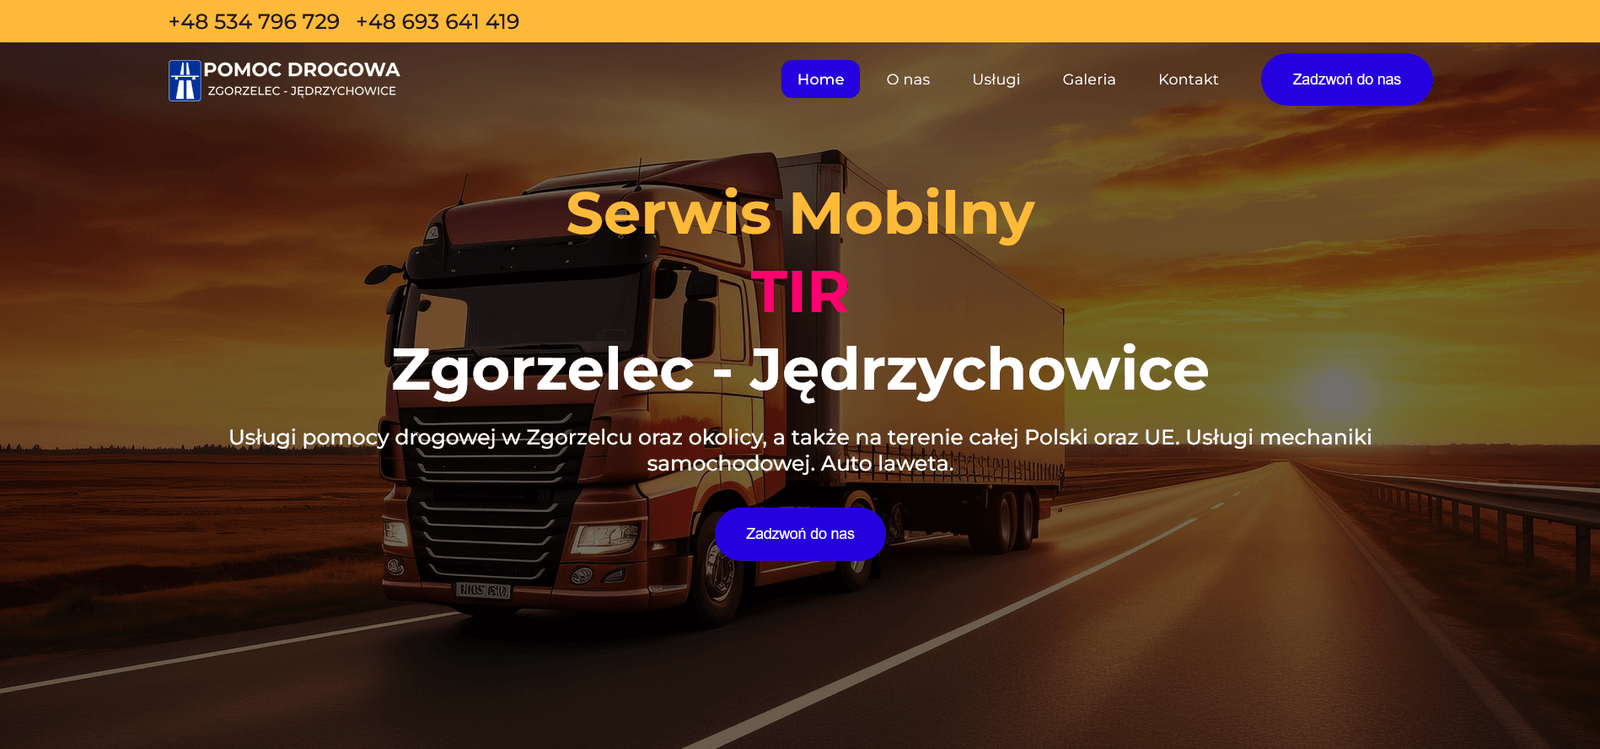 +48 534 796 729 +48 693 641 419
POMOC DROGOWA
ZGORZELEC - JĘDRZYCHOWICE
Home O nas Usługi Galeria Kontakt Zadzwoń do nas
Serwis Mobilny
TIR
Zgorzelec - Jędrzychowice
Usługi pomocy drogowej w Zgorzelcu oraz okolicy, a także na terenie całej Polski oraz UE. Usługi mechaniki
samochodowej. Auto laweta.
Zadzwoń do nas